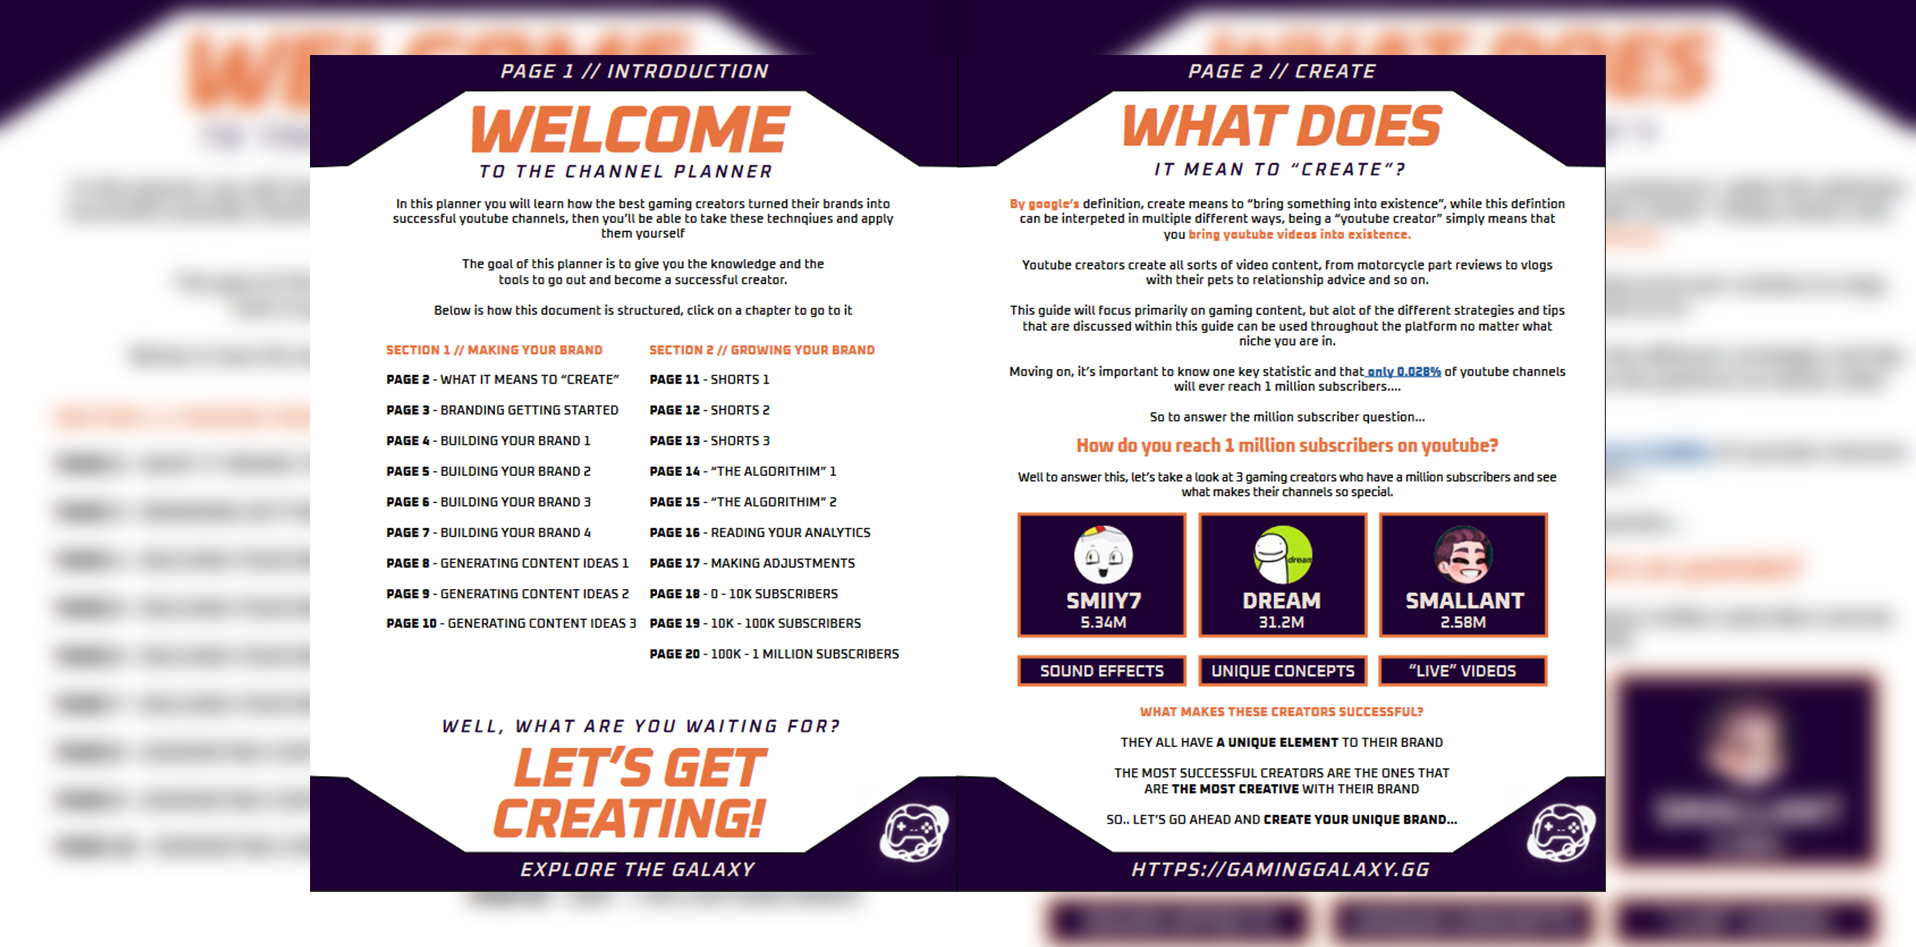 PAGE 1 // INTRODUCTION
WELCOME
TO THE CHANNEL PLANNER
In this planner you will learn how the best gaming creators turned their brands into
successful youtube channels, then you'll be able to take these technqiues and apply
them yourself
The goal of this planner is to give you the knowledge and the
tools to go out and become a successful creator.
Below is how this document is structured, click on a chapter to go to it
SECTION 1 // MAKING YOUR BRAND
PAGE 2 - WHAT IT MEANS TO “CREATE”
PAGE 3 - BRANDING GETTING STARTED
PAGE 4 - BUILDING YOUR BRAND 1
PAGE 5 - BUILDING YOUR BRAND 2
PAGE 6 - BUILDING YOUR BRAND 3
PAGE 7 - BUILDING YOUR BRAND 4
PAGE 8 - GENERATING CONTENT IDEAS 1
PAGE 9 - GENERATING CONTENT IDEAS 2
PAGE 10 - GENERATING CONTENT IDEAS 3
SECTION 2 // GROWING YOUR BRAND
PAGE 11 - SHORTS 1
PAGE 12 - SHORTS 2
PAGE 13 - SHORTS 3
PAGE 14 - “THE ALGORITHIM” 1
PAGE 15 - “THE ALGORITHIM” 2
PAGE 16 - READING YOUR ANALYTICS
PAGE 17 - MAKING ADJUSTMENTS
PAGE 18 - 0 - 10K SUBSCRIBERS
PAGE 19 - 10K - 100K SUBSCRIBERS
PAGE 20 - 100K - 1 MILLION SUBSCRIBERS
WELL, WHAT ARE YOU WAITING FOR?
LET'S GET
CREATING!
EXPLORE THE GALAXY
PAGE 2 // CREATE
WHAT DOES
IT MEAN TO “CREATE”?
By google's definition, create means to “bring something into existence”, while this defintion
can be interpeted in multiple different ways, being a “youtube creator” simply means that
you bring youtube videos into existence.
Youtube creators create all sorts of video content, from motorcycle part reviews to vlogs
with their pets to relationship advice and so on.
This guide will focus primarily on gaming content, but alot of the different strategies and tips
that are discussed within this guide can be used throughout the platform no matter what
niche you are in.
Moving on, it's important to know one key statistic and that only 0.028% of youtube channels
will ever reach 1 million subscribers....
So to answer the million subscriber question...
How do you reach 1 million subscribers on youtube?
Well to answer this, let's take a look at 3 gaming creators who have a million subscribers and see
what makes their channels so special.
dream
SMIIY7
5.34M
DREAM
31.2M
SMALLANT
2.58M
SOUND EFFECTS
UNIQUE CONCEPTS
“LIVE” VIDEOS
WHAT MAKES THESE CREATORS SUCCESSFUL?
THEY ALL HAVE A UNIQUE ELEMENT TO THEIR BRAND
THE MOST SUCCESSFUL CREATORS ARE THE ONES THAT
ARE THE MOST CREATIVE WITH THEIR BRAND
SO.. LET'S GO AHEAD AND CREATE YOUR UNIQUE BRAND...
HTTPS://GAMINGGALAXY.GG